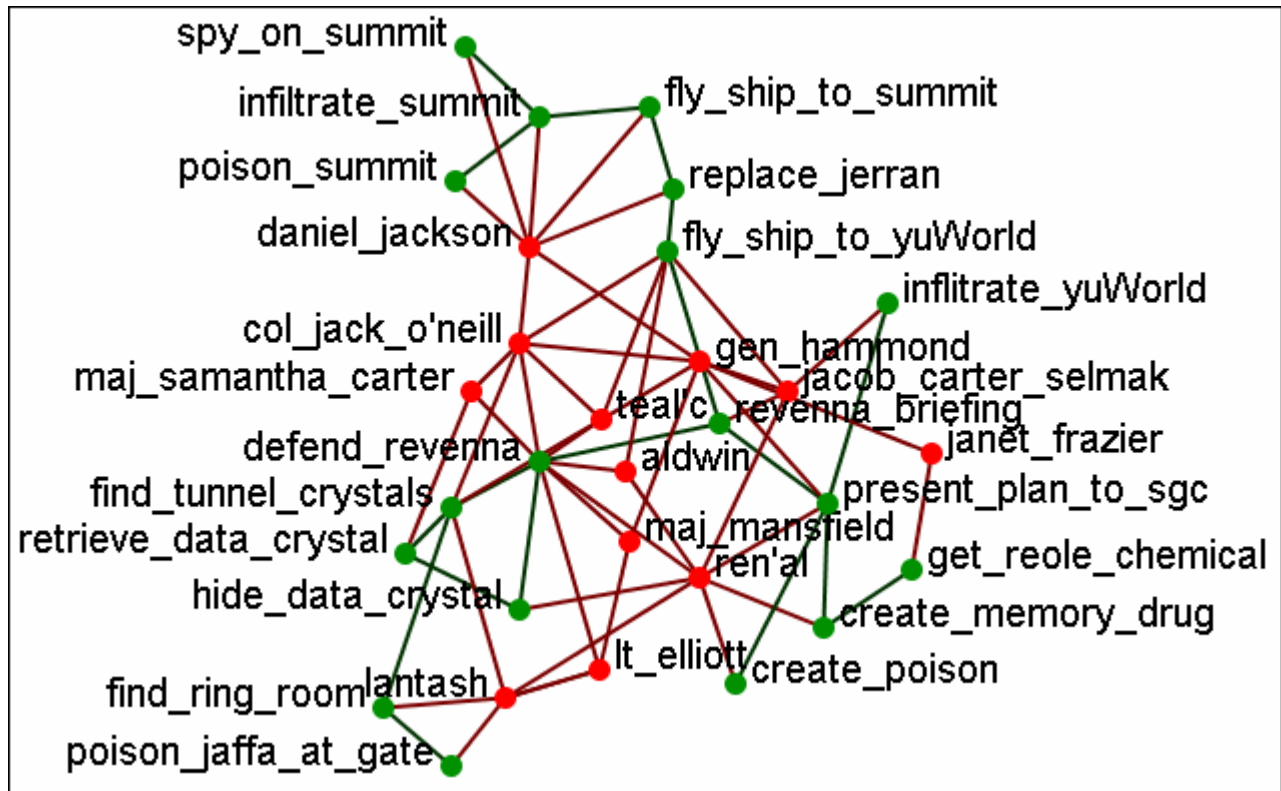 spy_on_summit
infiltrate_summit
fly_ship_to_summit
poison_summit
replace_jerran
daniel_jackson
fly_ship_to_yuWorld
inflitrate_yuWorld
col_jack_o'neill
gen_hammond
maj_samantha_carter
jacob_carter_selmak
teal'c
revenna_briefing
defend_revenna
aldwin
janet_frazier
find_tunnel_crystals
present_plan_to_sgc
retrieve_data_crystal
maj_mansfield
ren'al
get_reole_chemical
hide_data_crystal
create_memory_drug
lt_elliott
create_poison
find_ring_room
lantash
poison_jaffa_at_gate